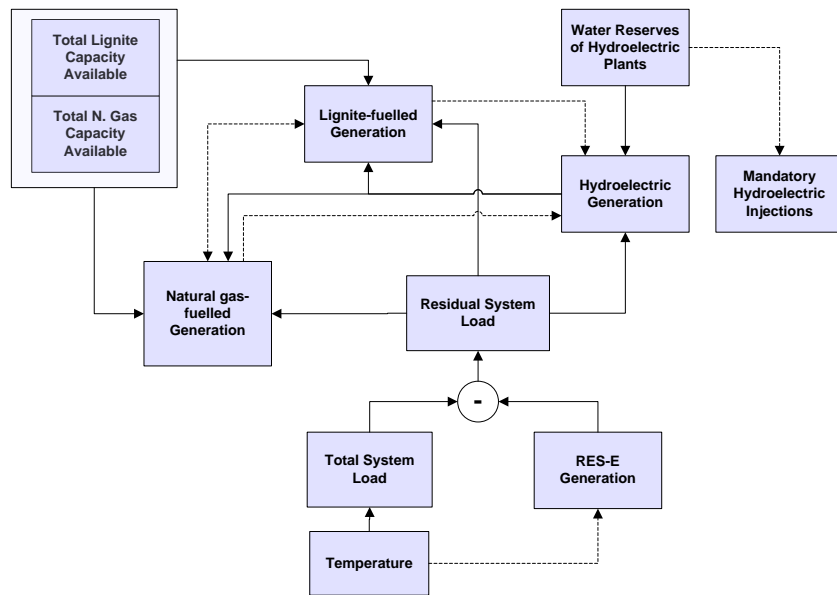 Total Lignite
Capacity
Available
Total N. Gas
Capacity
Available
Water Reserves
of Hydroelectric
Plants
Lignite-fuelled
Generation
Hydroelectric
Generation
Mandatory
Hydroelectric
Injections
Natural gas-
fuelled
Generation
Residual System
Load
-
Total System
Load
RES-E
Generation
Temperature